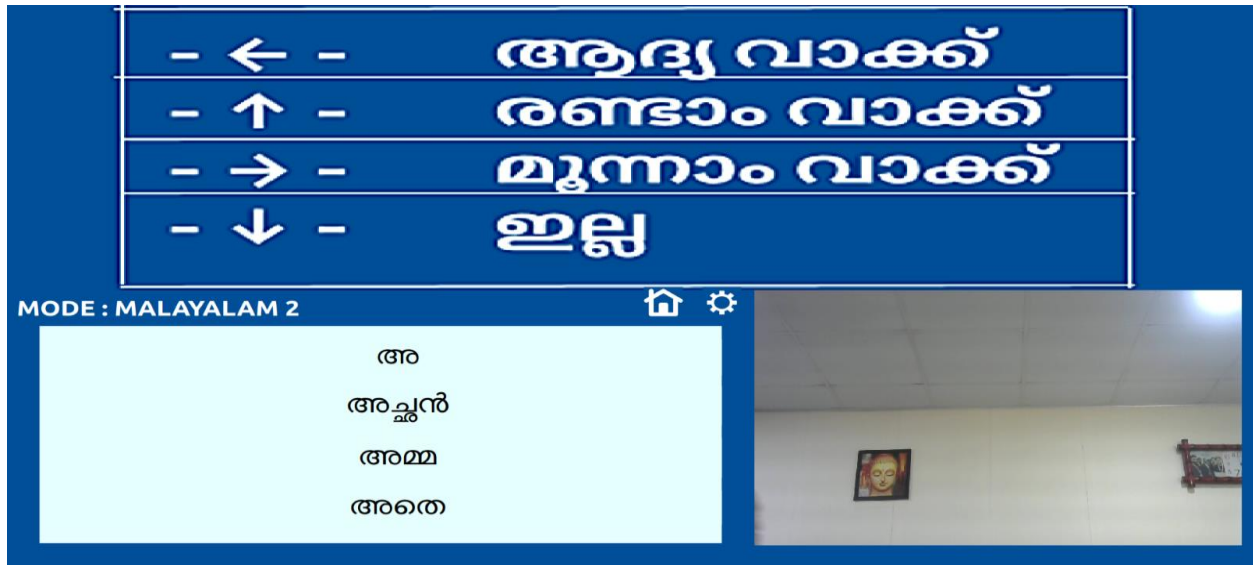 - ← - ആദ്യ വാക്ക്
- ↑ - രണ്ടാം വാക്ക്
- → - മൂന്നാം വാക്ക്
- ↓ - ഇല്ല
MODE : MALAYALAM 2
അ
അച്ഛൻ
അമ്മ
അതെ